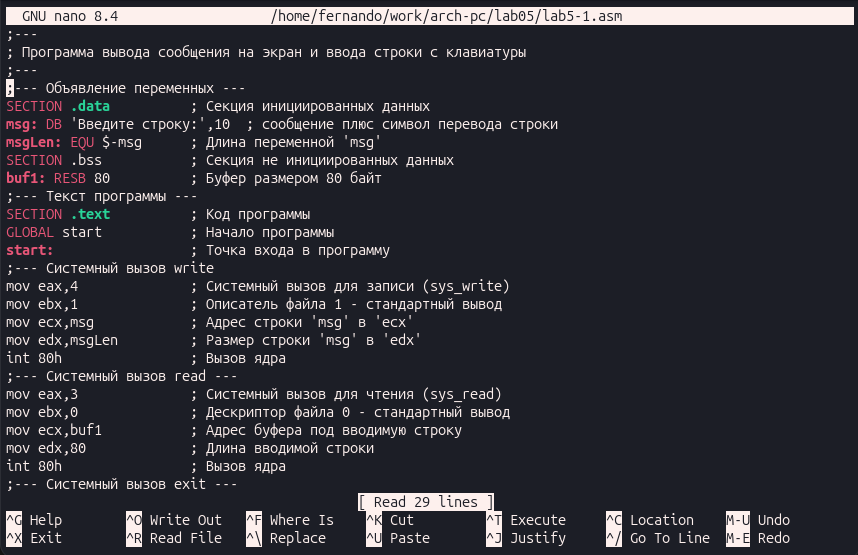 GNU nano 8.4 /home/fernando/work/arch-pc/lab05/lab5-1.asm
;---
; Программа вывода сообщения на экран и ввода строки с клавиатуры
;---
;--- Объявление переменных ---
SECTION .data ; Секция инициированных данных
msg: DB 'Введите строку:',10 ; сообщение плюс символ перевода строки
msgLen: EQU $-msg ; Длина переменной 'msg'
SECTION .bss ; Секция не инициированных данных
buf1: RESB 80 ; Буфер размером 80 байт
;--- Текст программы ---
SECTION .text ; Код программы
GLOBAL start ; Начало программы
start: ; Точка входа в программу
;--- Системный вызов write
mov eax,4 ; Системный вызов для записи (sys_write)
mov ebx,1 ; Описатель файла 1 - стандартный вывод
mov ecx,msg ; Адрес строки 'msg' в 'ecx'
mov edx,msgLen ; Размер строки 'msg' в 'edx'
int 80h ; Вызов ядра
;--- Системный вызов read ---
mov eax,3 ; Системный вызов для чтения (sys_read)
mov ebx,0 ; Дескриптор файла 0 - стандартный вывод
mov ecx,buf1 ; Адрес буфера под вводимую строку
mov edx,80 ; Длина вводимой строки
int 80h ; Вызов ядра
;--- Системный вызов exit ---
[ Read 29 lines ]
^G Help ^O Write Out ^F Where Is ^K Cut ^T Execute ^C Location M-U Undo
^X Exit ^R Read File ^\ Replace ^U Paste ^J Justify ^/ Go To Line M-E Redo